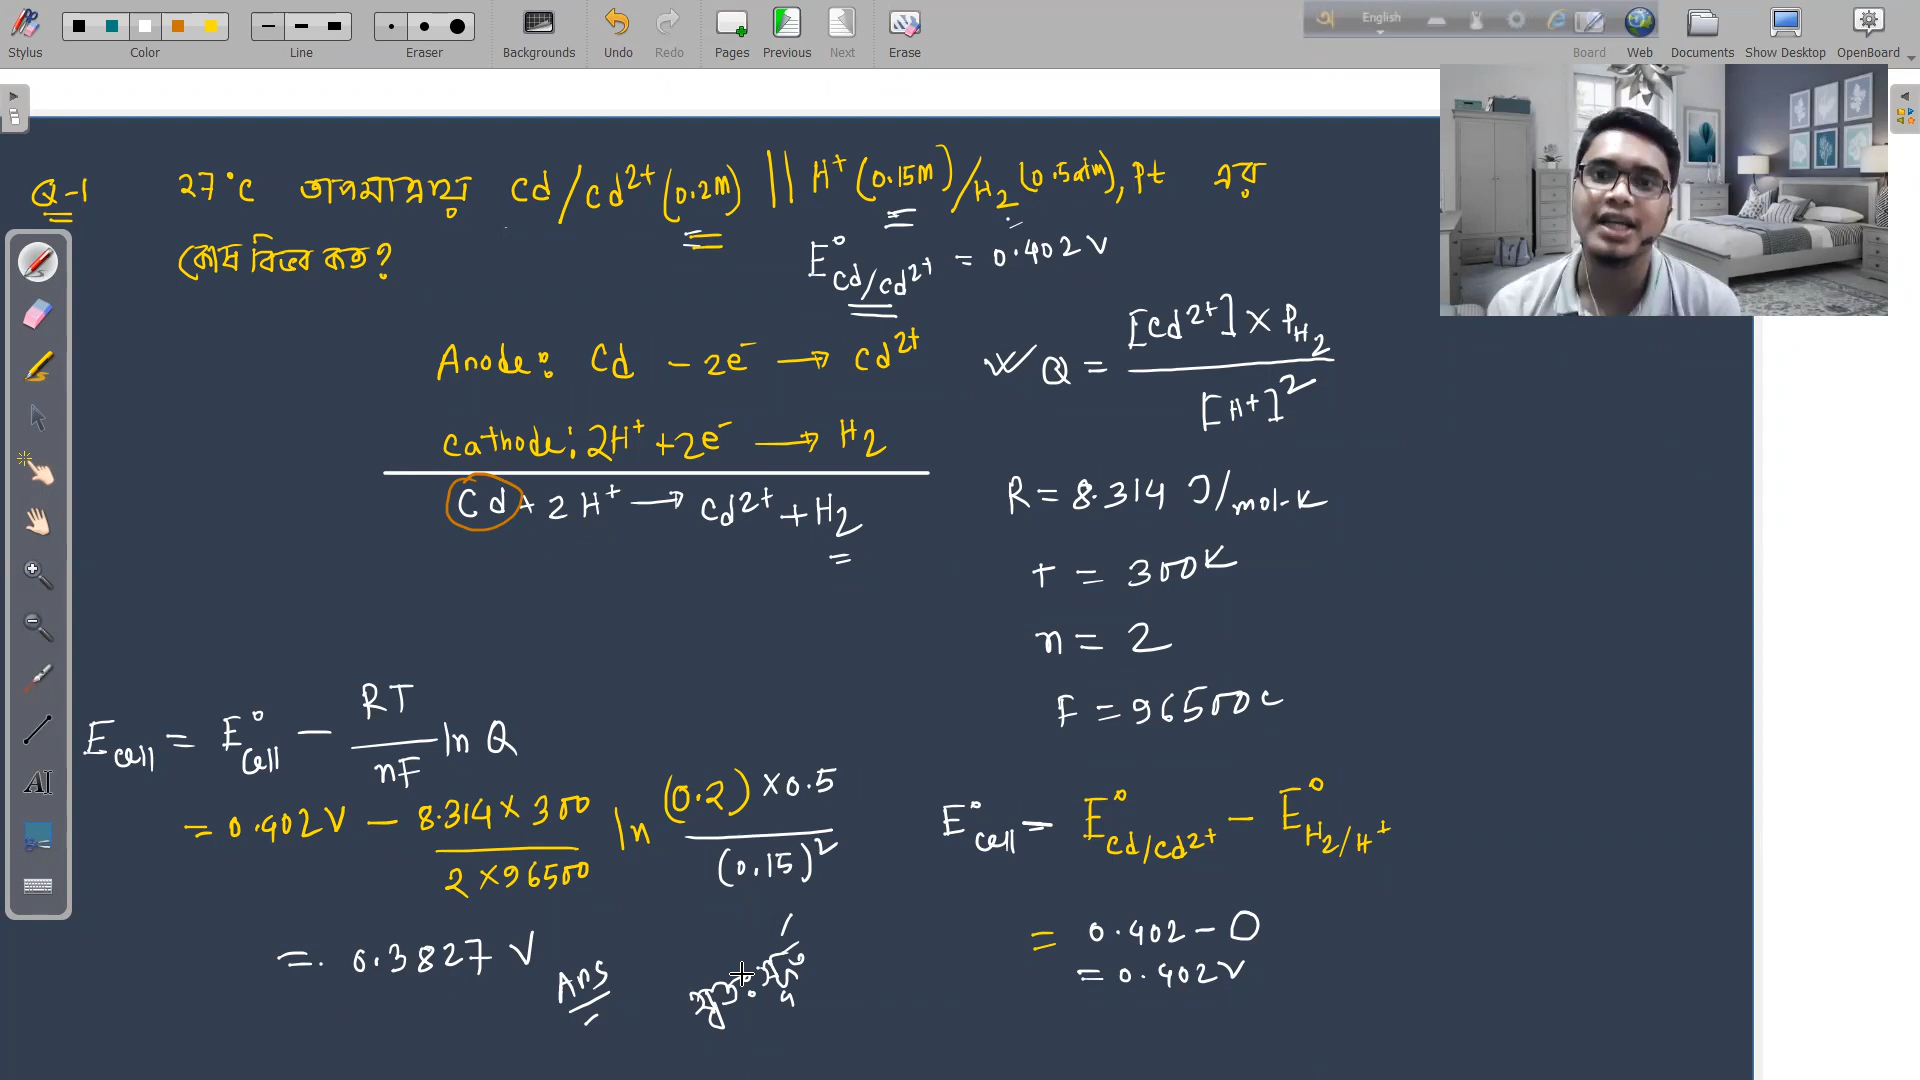 Stylus Color Line Eraser Backgrounds Undo Redo Pages Previous Next Erase
English
Board Web Documents Show Desktop OpenBoard
Q-1 27°C তাপমাত্রায় Cd/Cd²⁺(0.2M) || H⁺(0.15M)/H₂(0.5atm), Pt এর
কোষ বিভব কত?
E°Cd/Cd²⁺ = 0.402V
Anode: Cd - 2e⁻ → Cd²⁺
Cathode: 2H⁺ + 2e⁻ → H₂
Cd + 2H⁺ → Cd²⁺ + H₂
Q = [Cd²⁺] × PH₂ / [H⁺]²
R = 8.314 J/mol-K
T = 300K
n = 2
F = 96500C
Ecell = E°cell - RT/nF ln Q
= 0.402V - 8.314 × 300 / 2 × 96500 ln (0.2) × 0.5 / (0.15)²
= 0.3827 V Ans
E°cell = E°Cd/Cd²⁺ - E°H₂/H⁺
= 0.402 - 0
= 0.402V
AI